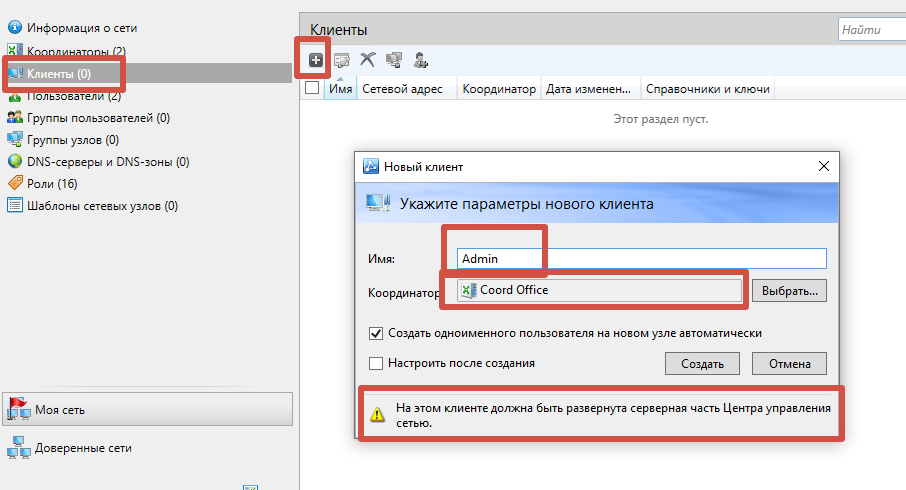 Информация о сети
Координаторы (2)
Клиенты (0)
Пользователи (2)
Группы пользователей (0)
Группы узлов (0)
DNS-серверы и DNS-зоны (0)
Роли (16)
Шаблоны сетевых узлов (0)
Моя сеть
Доверенные сети
Клиенты
Найти
Имя Сетевой адрес Координатор Дата изменен... Справочники и ключи
Этот раздел пуст.
Новый клиент
Укажите параметры нового клиента
Имя: Admin
Координатор Coord Office Выбрать...
Создать одноименного пользователя на новом узле автоматически
Настроить после создания Создать Отмена
На этом клиенте должна быть развернута серверная часть Центра управления
сетью.